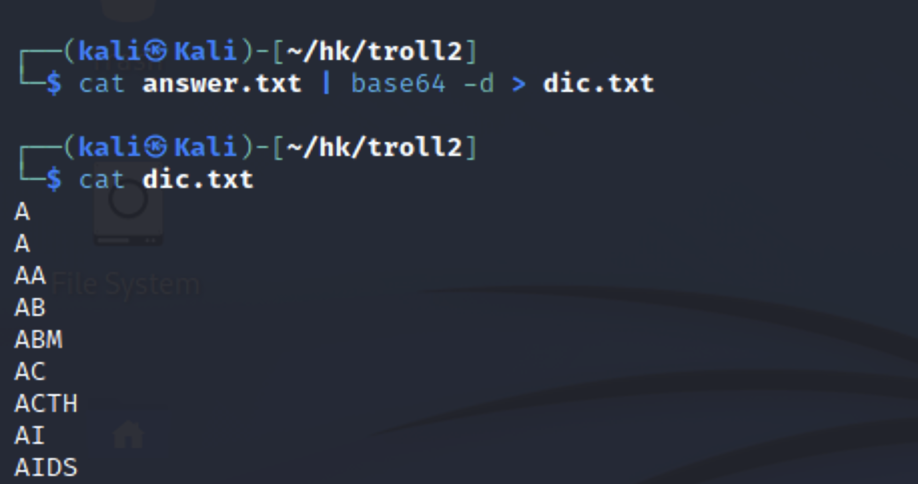 ┌──(kali㉿Kali)-[~/hk/troll2]
└─$ cat answer.txt | base64 -d > dic.txt
┌──(kali㉿Kali)-[~/hk/troll2]
└─$ cat dic.txt
A
A
AA
File System
AB
ABM
AC
ACTH
AI
AIDS